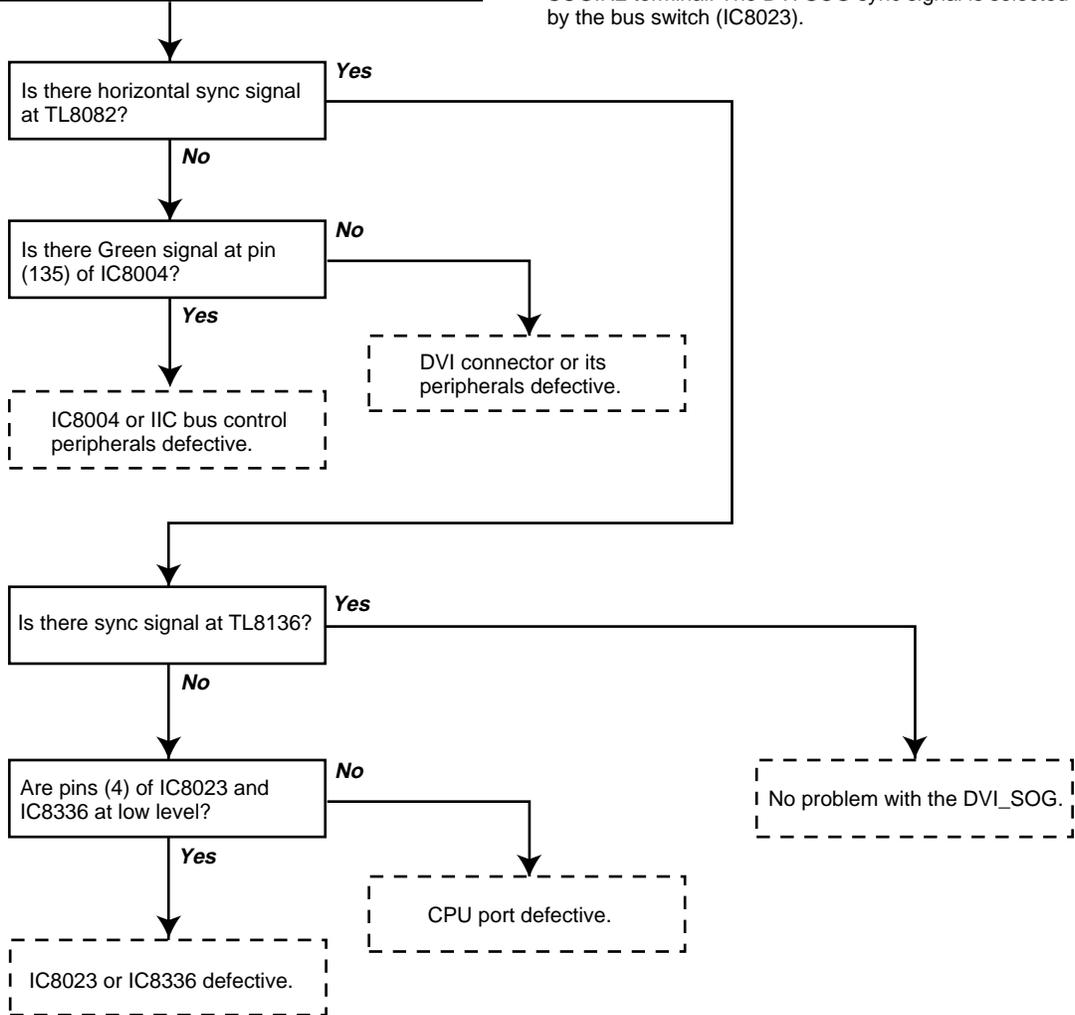 by the bus switch (IC8023).
Is there horizontal sync signal
at TL8082?
Yes
No
Is there Green signal at pin
(135) of IC8004?
No
Yes
DVI connector or its
peripherals defective.
IC8004 or IIC bus control
peripherals defective.
Is there sync signal at TL8136?
Yes
No
Are pins (4) of IC8023 and
IC8336 at low level?
No
Yes
No problem with the DVI_SOG.
CPU port defective.
IC8023 or IC8336 defective.